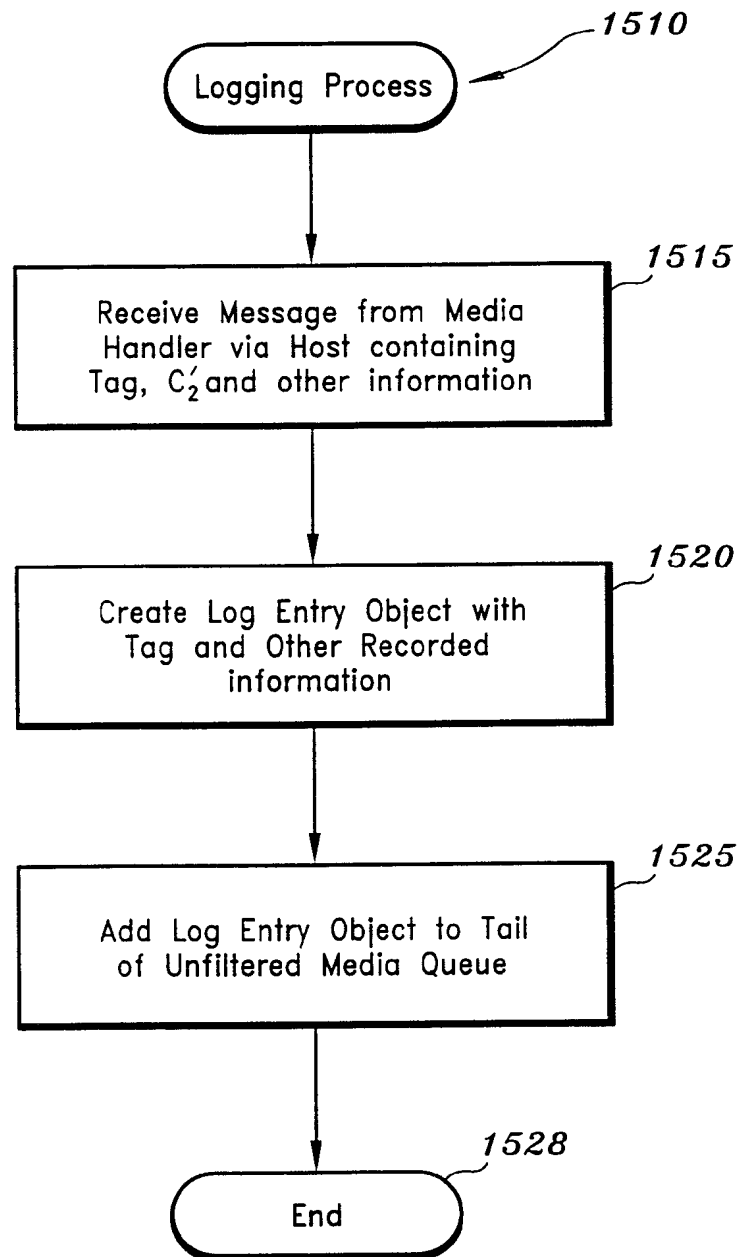 1510
Logging Process
1515
Receive Message from Media
Handler via Host containing
Tag, C₂′ and other information
1520
Create Log Entry Object with
Tag and Other Recorded
information
1525
Add Log Entry Object to Tail
of Unfiltered Media Queue
1528
End